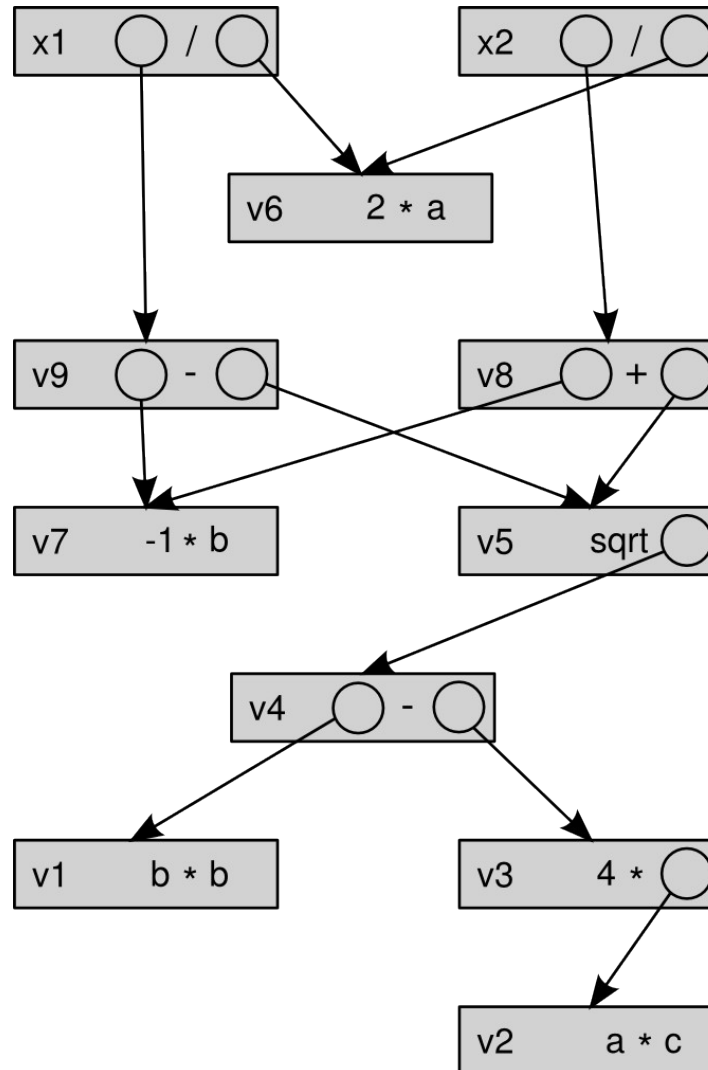 x1 /
x2 /
v6 2 * a
v9 -
v8 +
v7 -1 * b
v5 sqrt
v4 -
v1 b * b
v3 4 *
v2 a * c